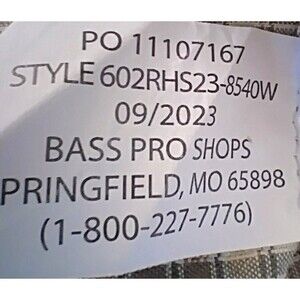 PO 11107167
STYLE 602RHS23-8540W
09/2023
BASS PRO SHOPS
PRINGFIELD, MO 65898
(1-800-227-7776)